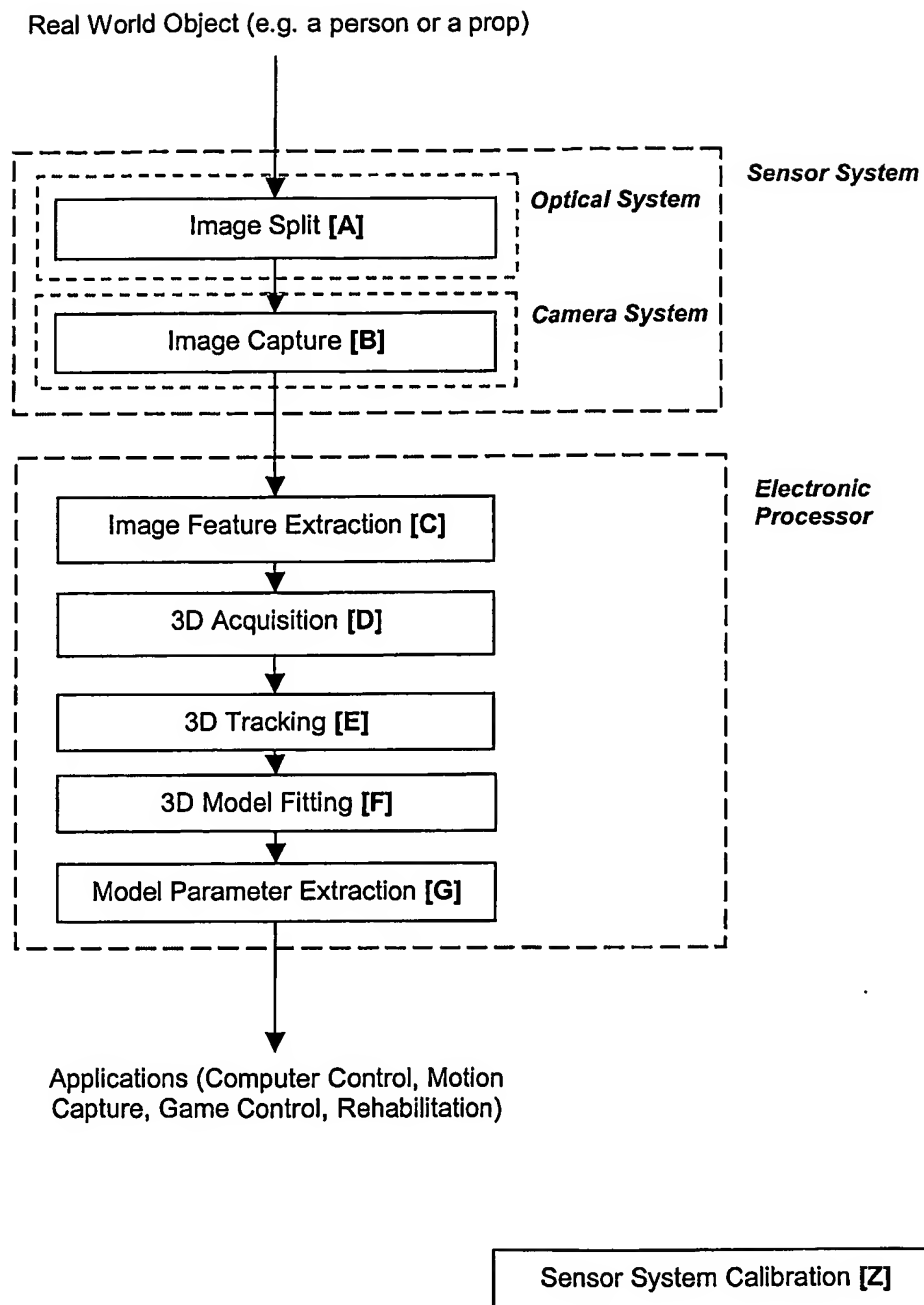 Real World Object (e.g. a person or a prop)
Sensor System
Optical System
Image Split [A]
Camera System
Image Capture [B]
Electronic
Processor
Image Feature Extraction [C]
3D Acquisition [D]
3D Tracking [E]
3D Model Fitting [F]
Model Parameter Extraction [G]
Applications (Computer Control, Motion
Capture, Game Control, Rehabilitation)
Sensor System Calibration [Z]